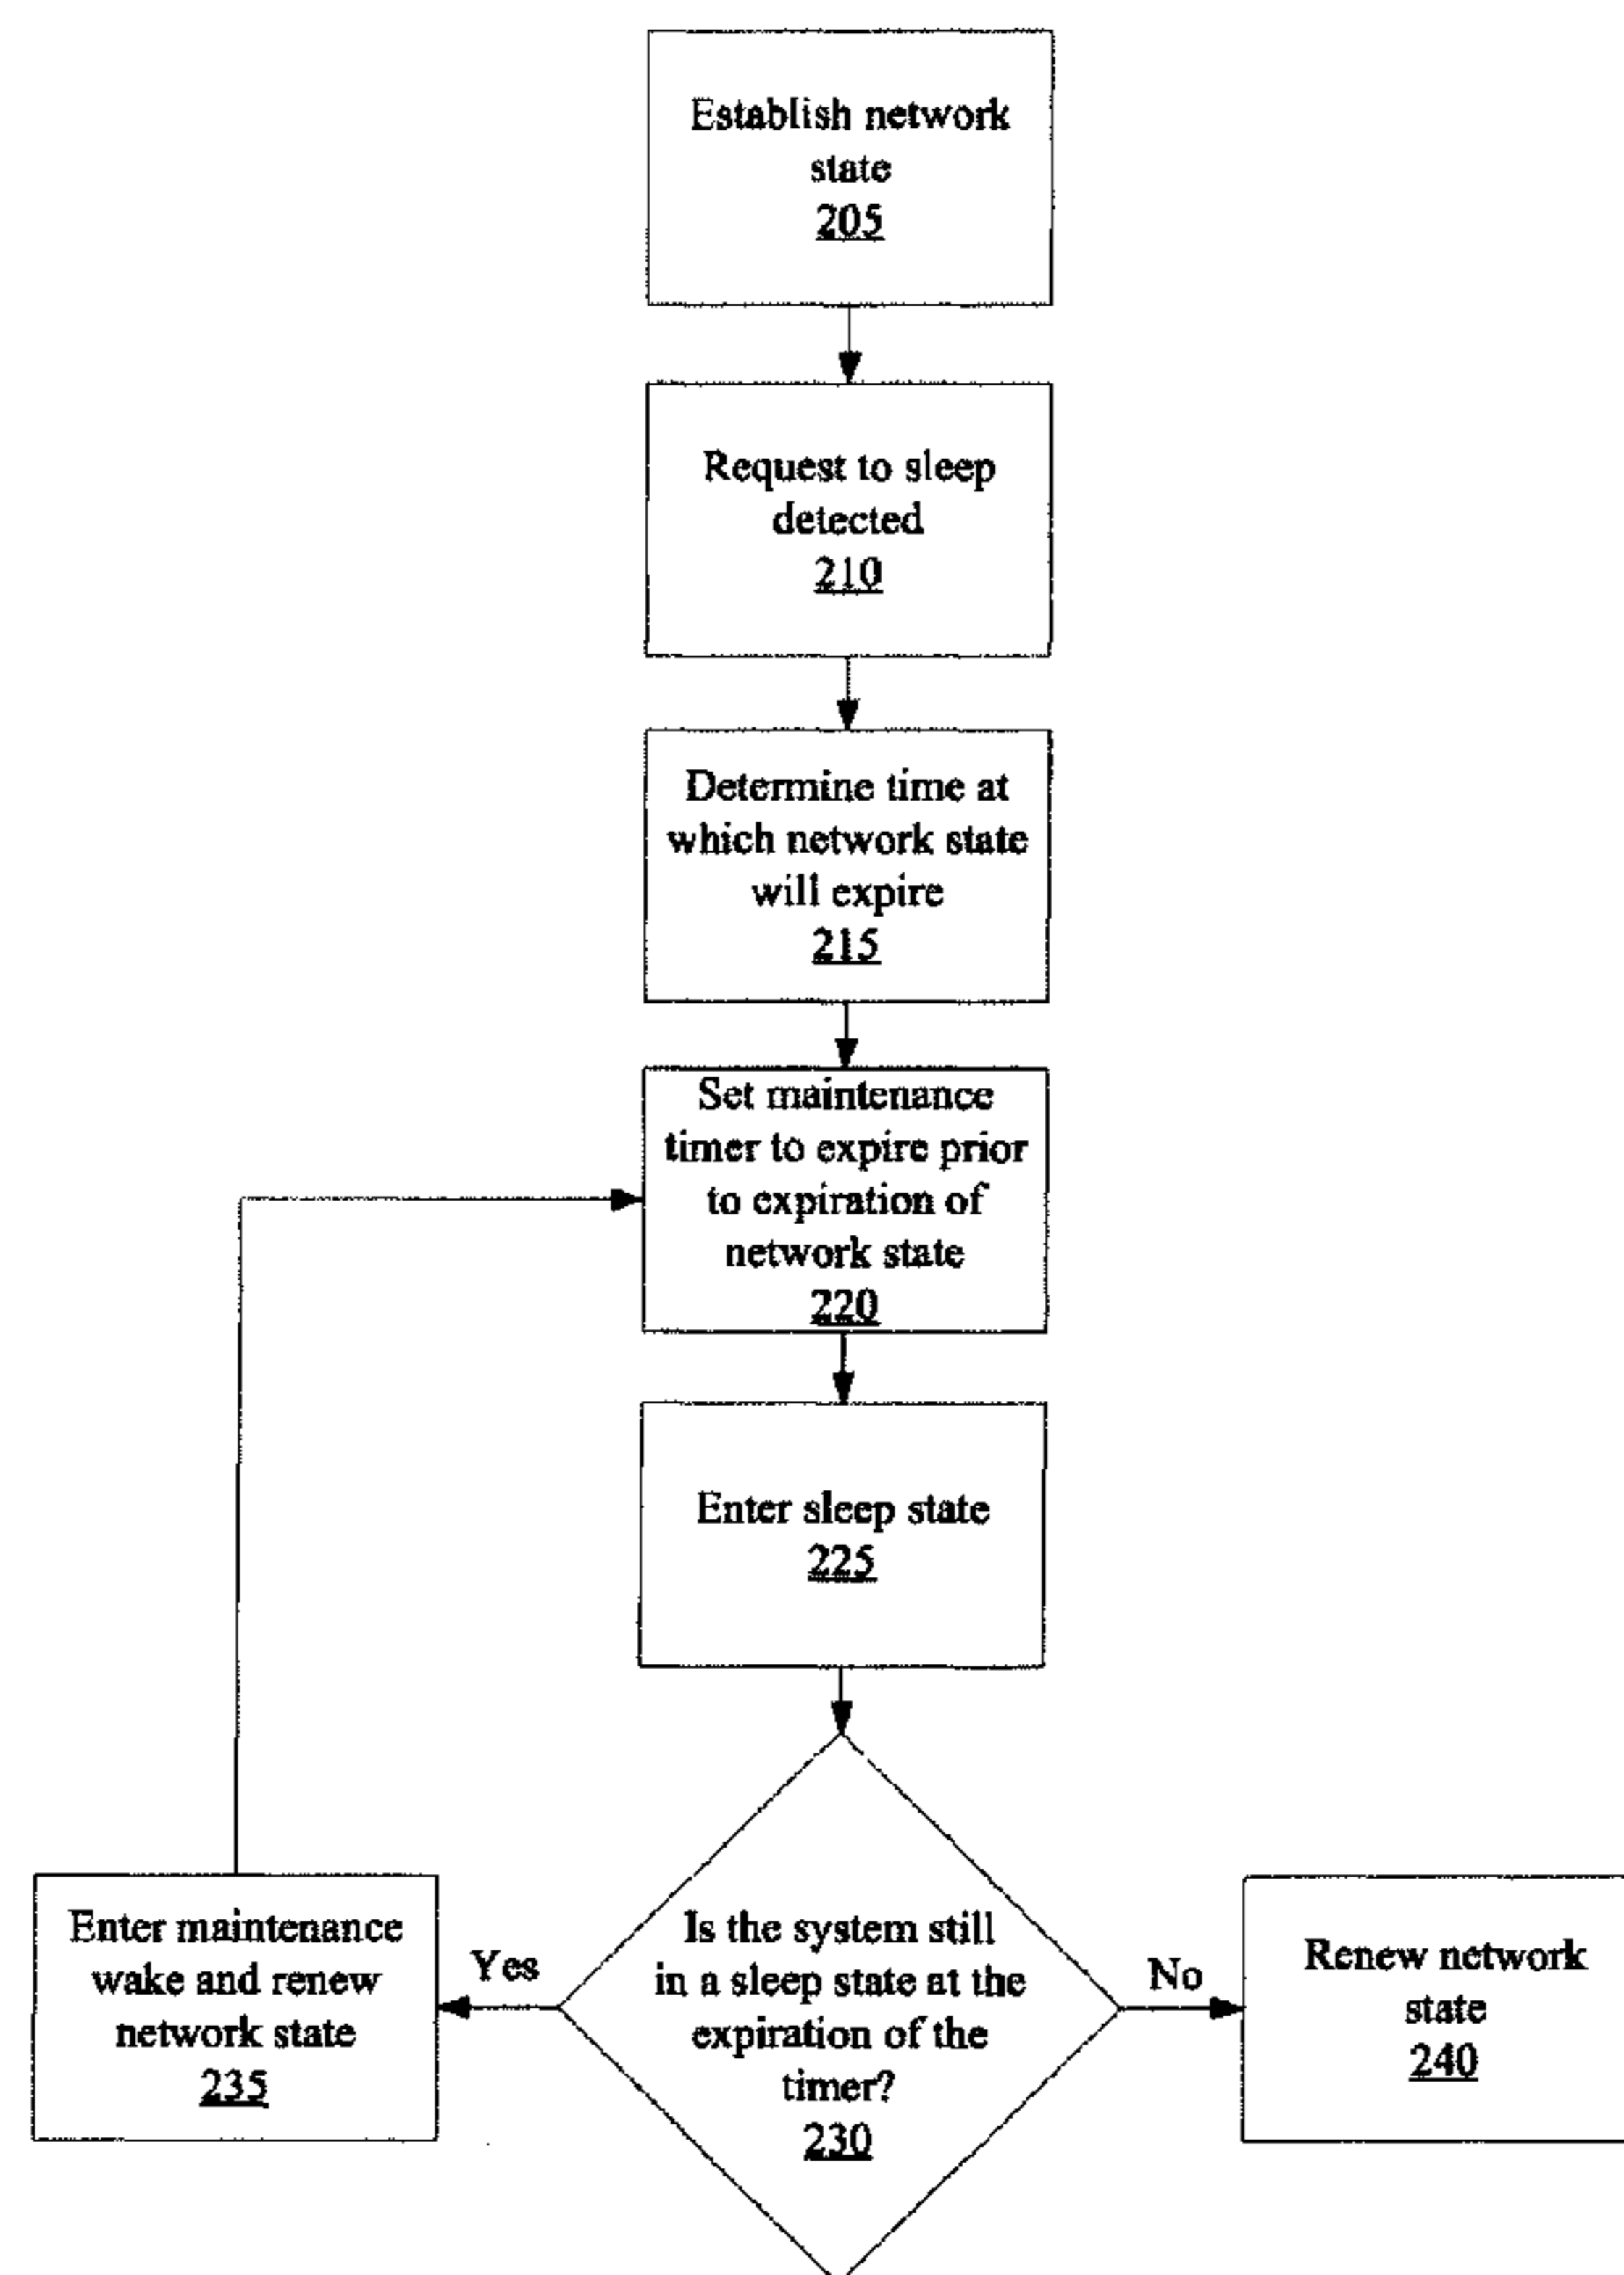 Establish network
state
205
Request to sleep
detected
210
Determine time at
which network state
will expire
215
Set maintenance
timer to expire prior
to expiration of
network state
220
Enter sleep state
225
Is the system still
in a sleep state at the
expiration of the
timer?
230
Yes
No
Enter maintenance
wake and renew
network state
235
Renew network
state
240